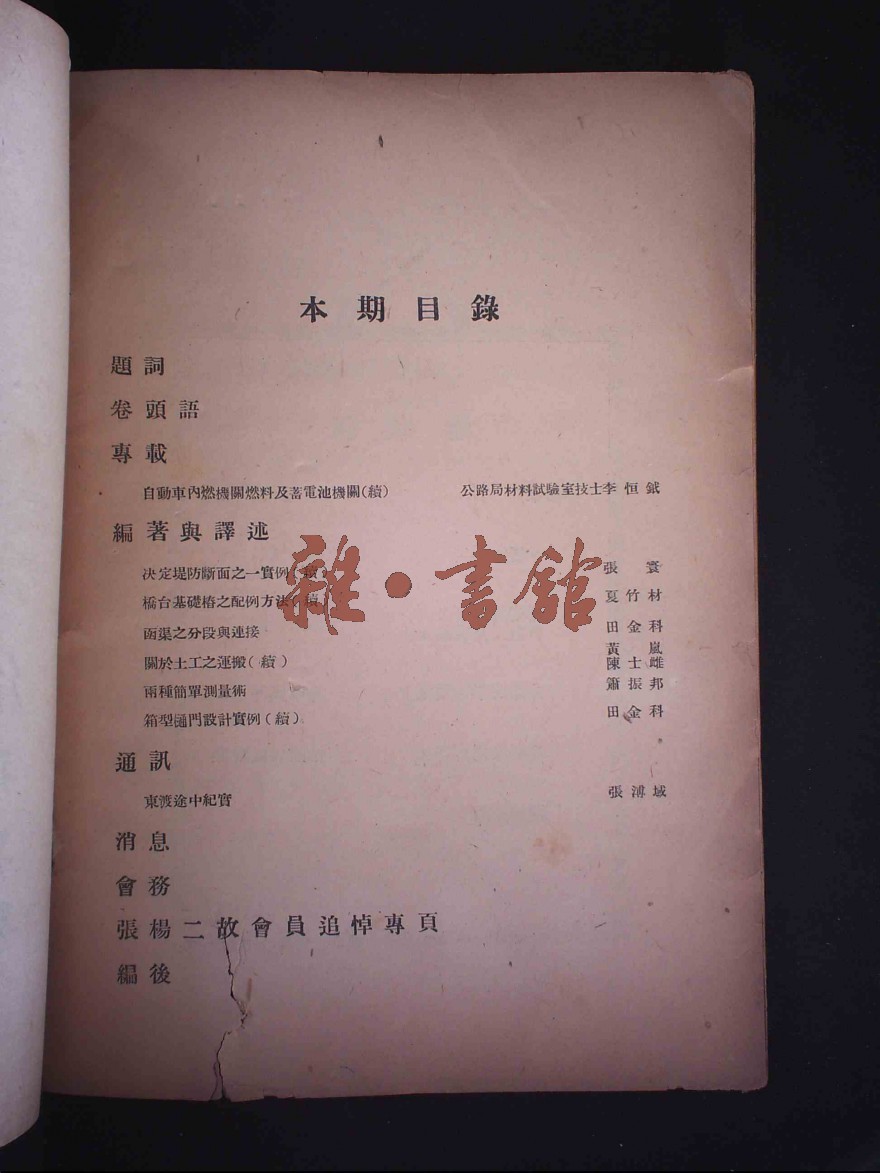 本期目錄
題詞
卷頭語
專載
自動車內燃機關燃料及蓄電池機關(續) 公路局材料試驗室技士李恒鉞
編著與譯述
決定堤防斷面之一實例(續) 張寰
橋台基礎樁之配例方法(續) 夏竹材
函渠之分段與連接 田金科
黃嵐
關於土工之運搬(續) 陳士雌
兩種簡單測量術 簫振邦
箱型涵門設計實例(續) 田金科
通訊
東渡途中紀實 張溥域
消息
會務
張楊二故會員追悼專頁
編後
雜·書館